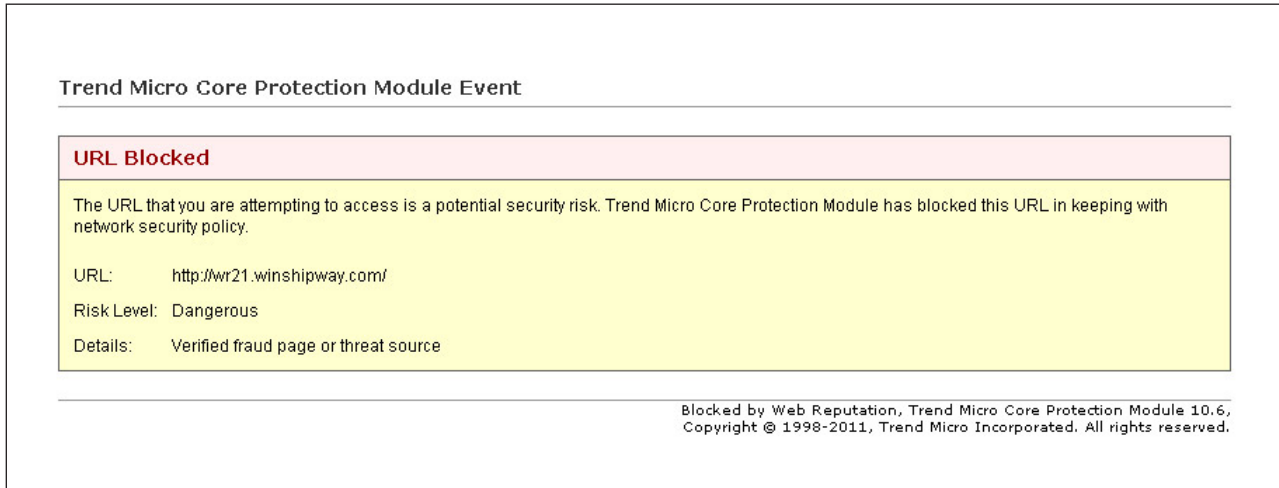 Trend Micro Core Protection Module Event
URL Blocked
The URL that you are attempting to access is a potential security risk. Trend Micro Core Protection Module has blocked this URL in keeping with
network security policy.
URL: http://wr21.winshipway.com/
Risk Level: Dangerous
Details: Verified fraud page or threat source
Blocked by Web Reputation, Trend Micro Core Protection Module 10.6,
Copyright © 1998-2011, Trend Micro Incorporated. All rights reserved.